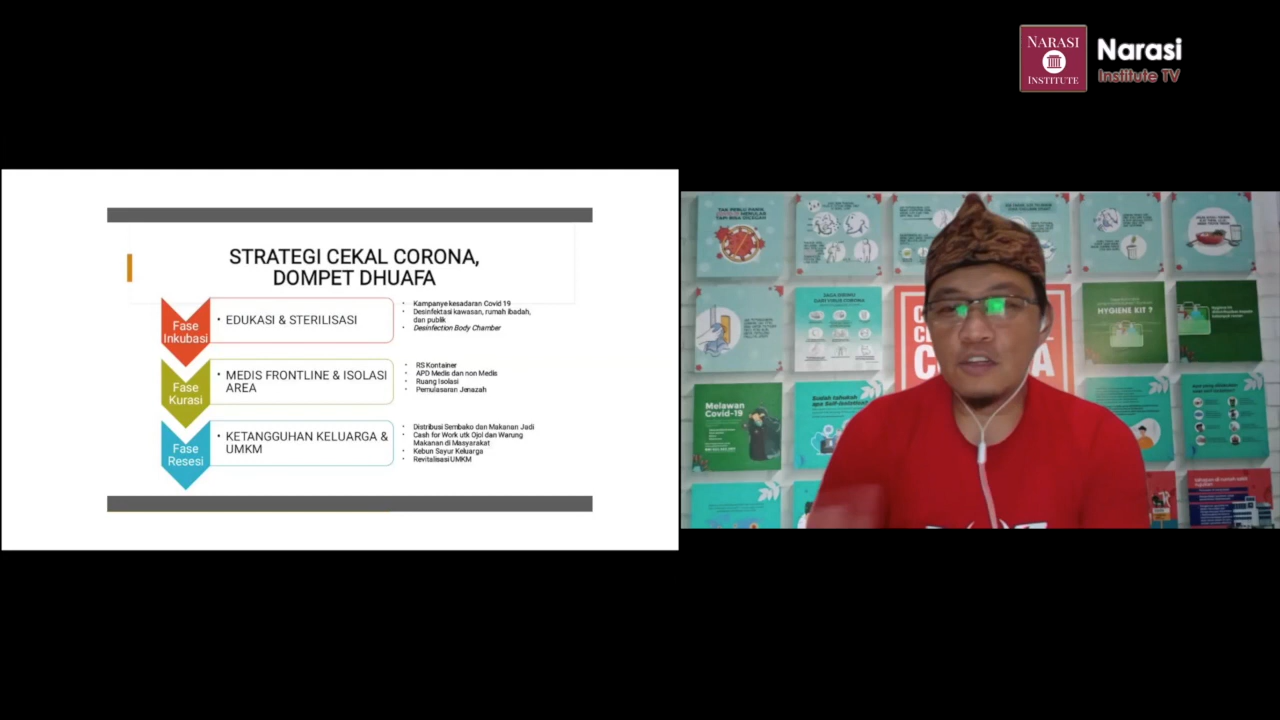 NARASI
INSTITUTE
Narasi
Institute TV
STRATEGI CEKAL CORONA,
DOMPET DHUAFA
Fase
Inkubasi
• EDUKASI & STERILISASI
• Kampanye kesadaran Covid 19
• Desinfektasi kawasan, rumah ibadah,
dan publik
• Desinfection Body Chamber
Fase
Kurasi
• MEDIS FRONTLINE & ISOLASI
AREA
• RS Kontainer
• APD Medis dan non Medis
• Ruang Isolasi
• Pemulasaran Jenazah
Fase
Resesi
• KETANGGUHAN KELUARGA &
UMKM
• Distribusi Sembako dan Makanan Jadi
• Cash for Work utk Ojol dan Warung
Makanan di Masyarakat
• Kebun Sayur Keluarga
• Revitalisasi UMKM
HYGIENE KIT ?
Melawan
Covid-19